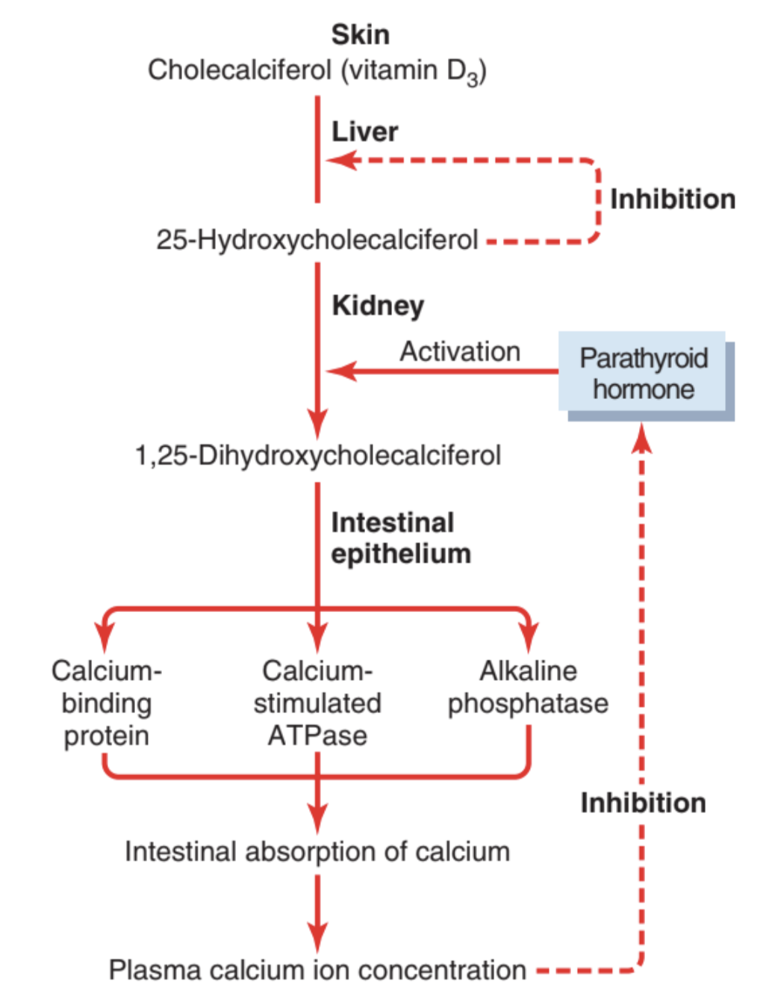 Skin
Cholecalciferol (vitamin D₃)
Liver
Inhibition
25-Hydroxycholecalciferol
Kidney
Activation
Parathyroid
hormone
1,25-Dihydroxycholecalciferol
Intestinal
epithelium
Calcium-
binding
protein
Calcium-
stimulated
ATPase
Alkaline
phosphatase
Inhibition
Intestinal absorption of calcium
Plasma calcium ion concentration